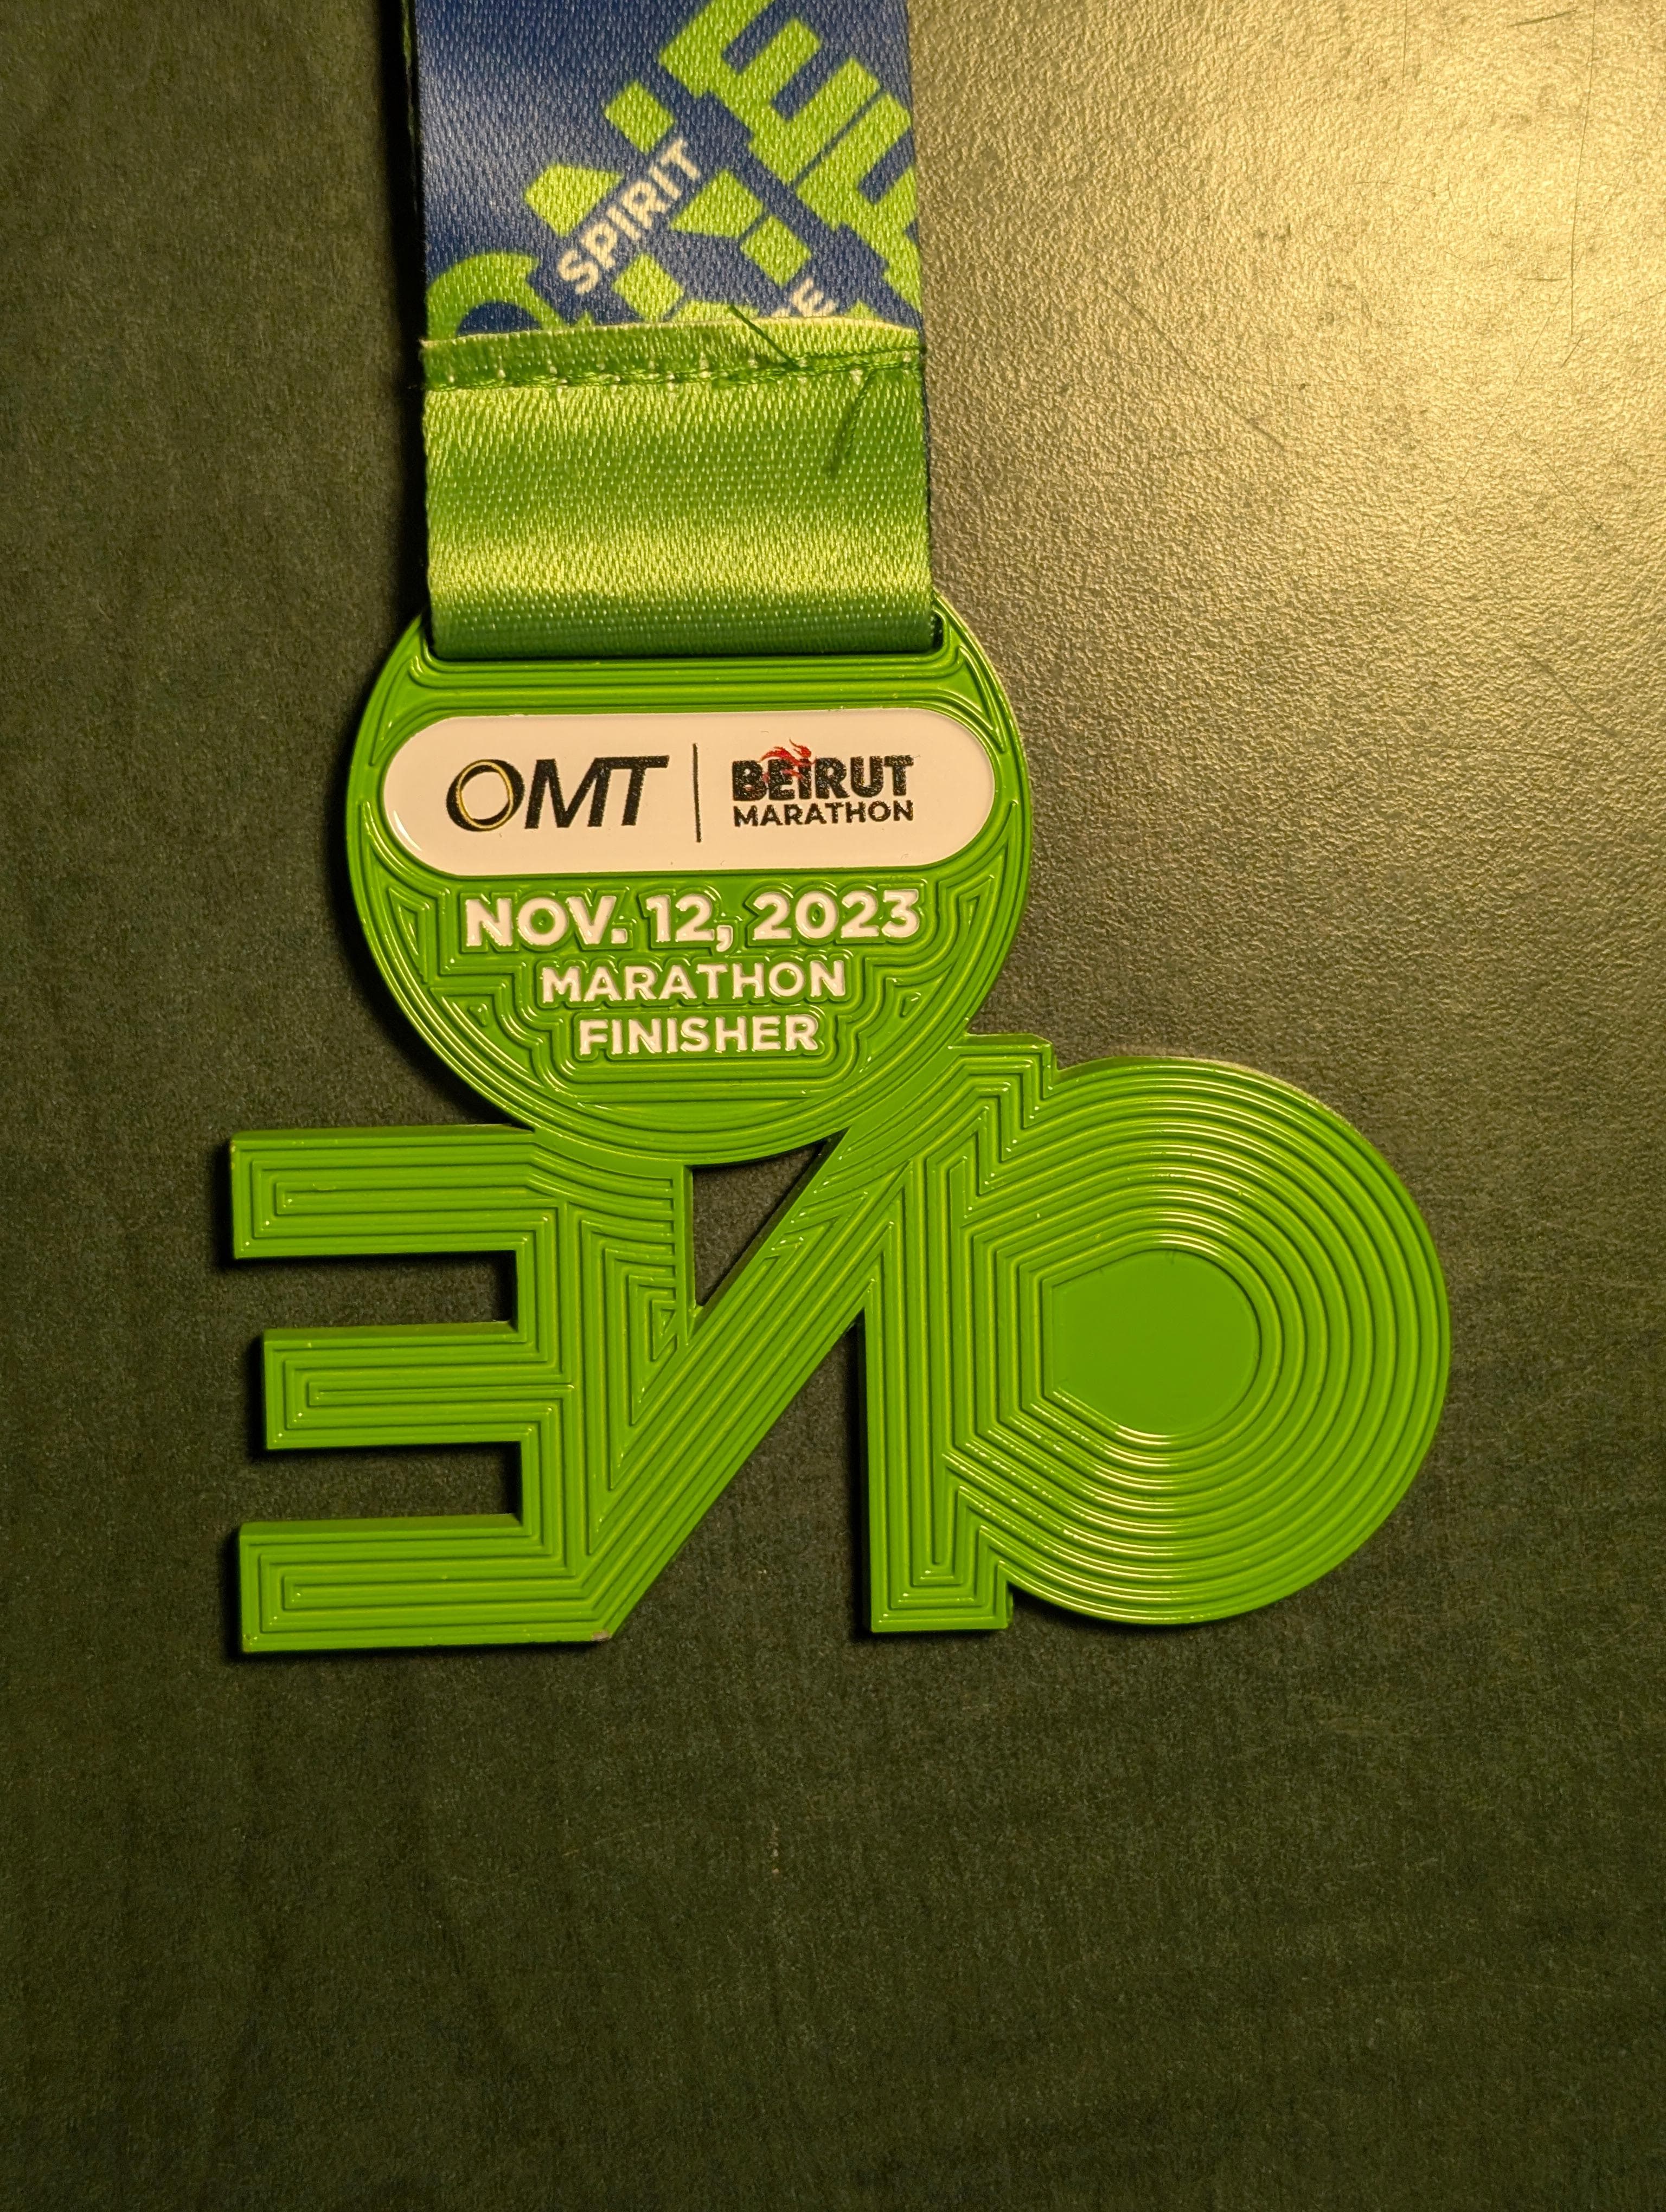 SPIRIT
OMT
BEIRUT
MARATHON
NOV. 12, 2023
MARATHON
FINISHER